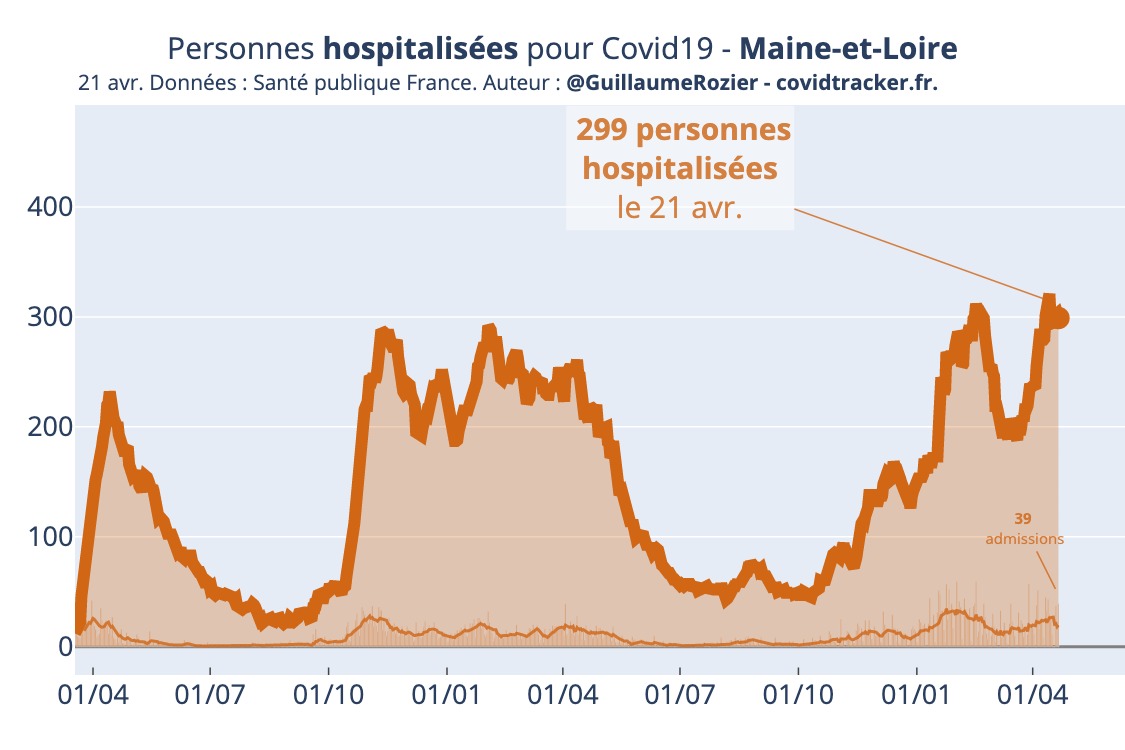 Personnes hospitalisées pour Covid19 - Maine-et-Loire
21 avr. Données : Santé publique France. Auteur : @GuillaumeRozier - covidtracker.fr.
299 personnes
hospitalisées
le 21 avr.
400
300
200
100
0
39
admissions
01/04 01/07 01/10 01/01 01/04 01/07 01/10 01/01 01/04